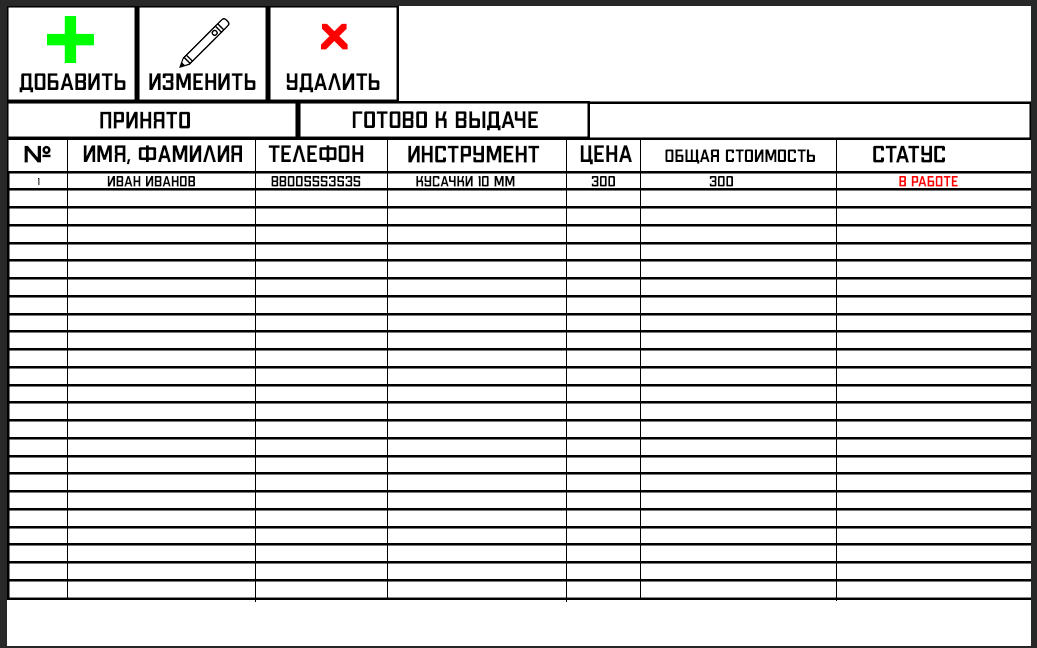 ДОБАВИТЬ ИЗМЕНИТЬ УДАЛИТЬ
ПРИНЯТО ГОТОВО К ВЫДАЧЕ
№ ИМЯ, ФАМИЛИЯ ТЕЛЕФОН ИНСТРУМЕНТ ЦЕНА ОБЩАЯ СТОИМОСТЬ СТАТУС
1 ИВАН ИВАНОВ 88005553535 КУСАЧКИ 10 ММ 300 300 В РАБОТЕ